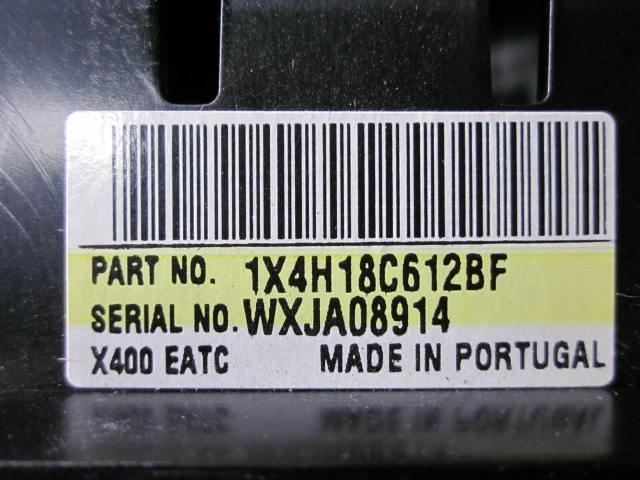 PART NO. 1X4H18C612BF
SERIAL NO. WXJA08914
X400 EATC MADE IN PORTUGAL